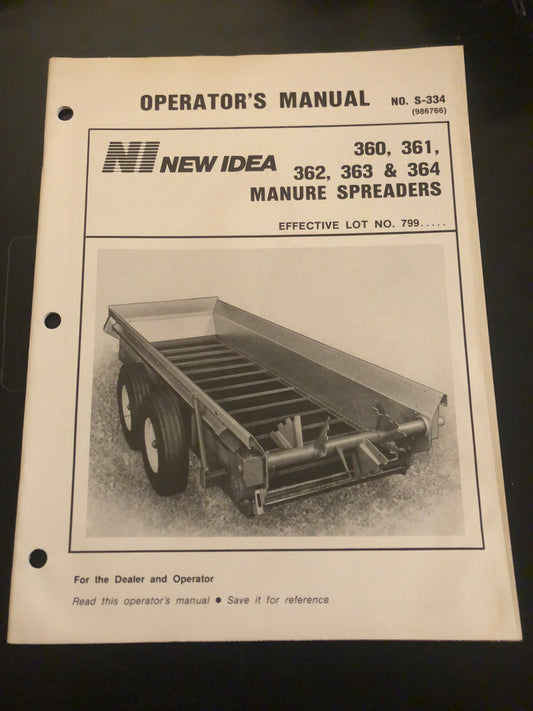 OPERATOR'S MANUAL NO. S-334
(986766)
NI NEW IDEA
360, 361,
362, 363 & 364
MANURE SPREADERS
EFFECTIVE LOT NO. 799.....
For the Dealer and Operator
Read this operator's manual ● Save it for reference